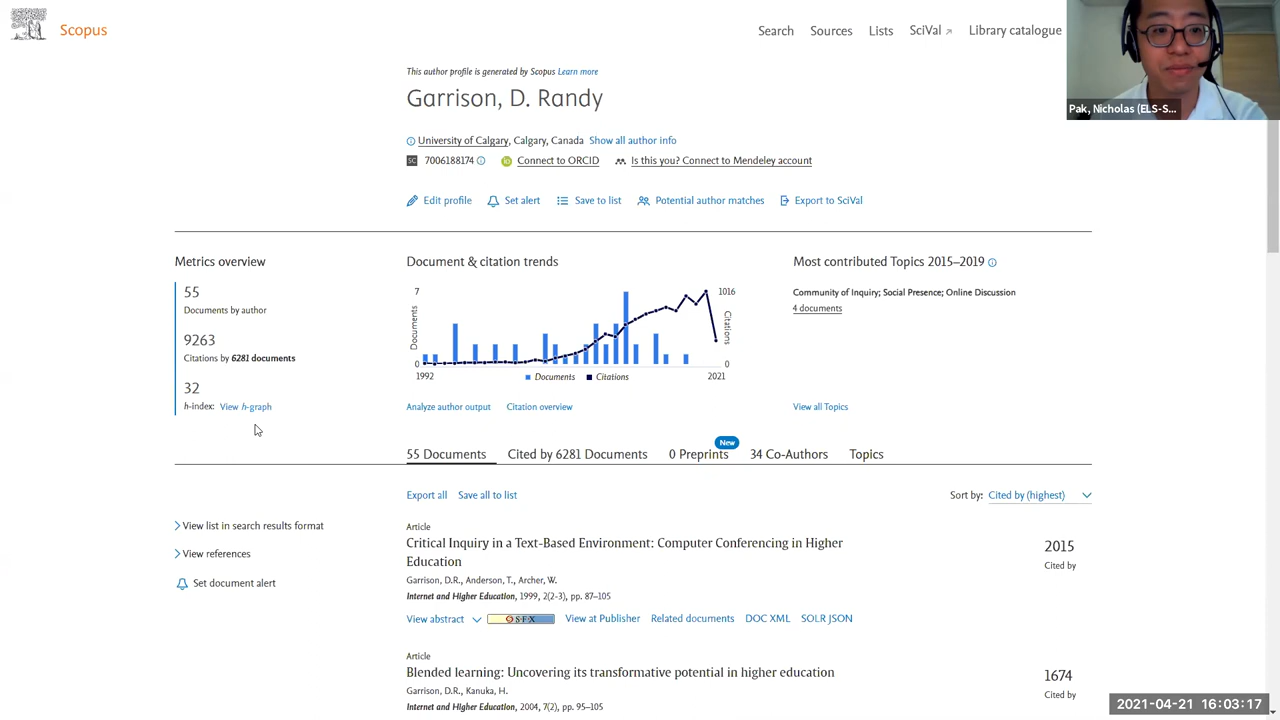 Scopus
Search Sources Lists SciVal Library catalogue
Pak, Nicholas (ELS-S...
This author profile is generated by Scopus Learn more
Garrison, D. Randy
University of Calgary, Calgary, Canada Show all author info
SC 7006188174 iD Connect to ORCID Is this you? Connect to Mendeley account
Edit profile Set alert Save to list Potential author matches Export to SciVal
Metrics overview
55
Documents by author
9263
Citations by 6281 documents
32
h-index: View h-graph
Document & citation trends
7
1016
Documents
Citations
0
0
1992
2021
Documents Citations
Analyze author output Citation overview
Most contributed Topics 2015–2019
Community of Inquiry; Social Presence; Online Discussion
4 documents
View all Topics
New
55 Documents Cited by 6281 Documents 0 Preprints 34 Co-Authors Topics
Export all Save all to list
Sort by: Cited by (highest)
View list in search results format
View references
Set document alert
Article
Critical Inquiry in a Text-Based Environment: Computer Conferencing in Higher
Education
Garrison, D.R., Anderson, T., Archer, W.
Internet and Higher Education, 1999, 2(2-3), pp. 87–105
2015
Cited by
View abstract S·F·X View at Publisher Related documents DOC XML SOLR JSON
Article
Blended learning: Uncovering its transformative potential in higher education
Garrison, D.R., Kanuka, H.
Internet and Higher Education, 2004, 7(2), pp. 95–105
1674
Cited by
2021-04-21 16:03:17